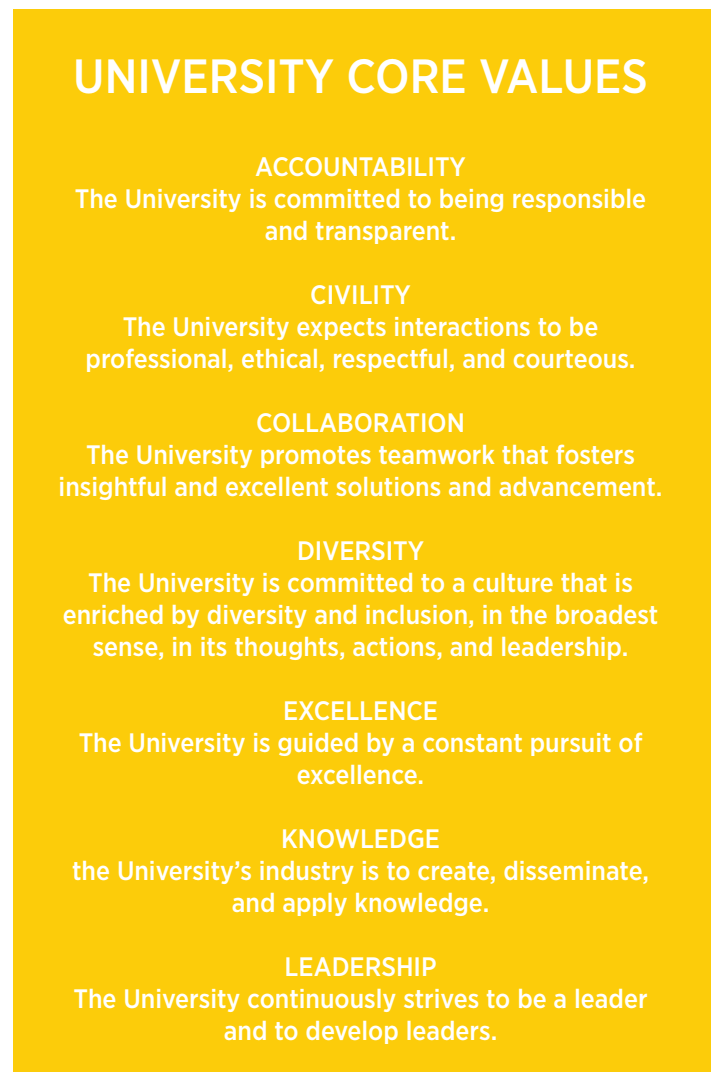 UNIVERSITY CORE VALUES
ACCOUNTABILITY
The University is committed to being responsible
and transparent.
CIVILITY
The University expects interactions to be
professional, ethical, respectful, and courteous.
COLLABORATION
The University promotes teamwork that fosters
insightful and excellent solutions and advancement.
DIVERSITY
The University is committed to a culture that is
enriched by diversity and inclusion, in the broadest
sense, in its thoughts, actions, and leadership.
EXCELLENCE
The University is guided by a constant pursuit of
excellence.
KNOWLEDGE
the University’s industry is to create, disseminate,
and apply knowledge.
LEADERSHIP
The University continuously strives to be a leader
and to develop leaders.